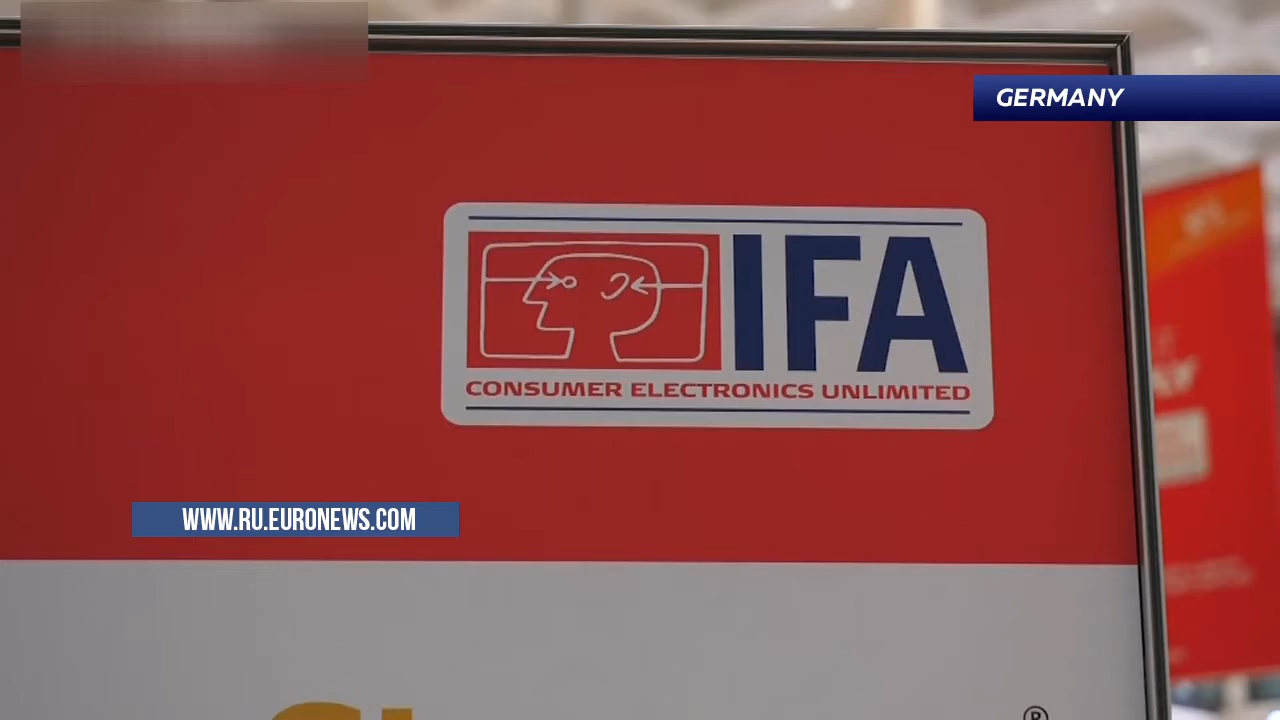 GERMANY
IFA
CONSUMER ELECTRONICS UNLIMITED
WWW.RU.EURONEWS.COM
®